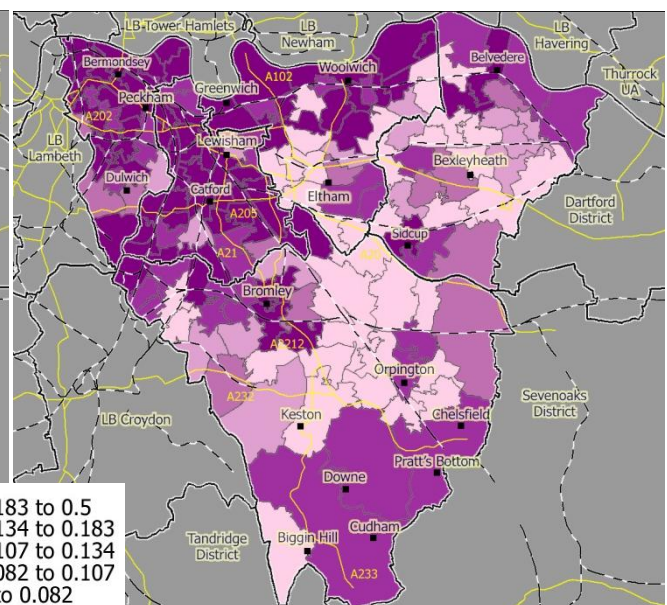 LB Tower Hamlets
LB
Newham
LB
Havering
Bermondsey
A102
Woolwich
Belvedere
Greenwich
Thurrock
UA
Peckham
A202
LB
Lambeth
Lewisham
Bexleyheath
Dulwich
Catford
Eltham
Dartford
District
A205
Sidcup
A21
A20
Bromley
A3212
Orpington
A232
Sevenoaks
District
LB Croydon
Keston
Chelsfield
Pratt's Bottom
Downe
183 to 0.5
134 to 0.183
107 to 0.134
082 to 0.107
to 0.082
Tandridge
District
Cudham
Biggin Hill
A233